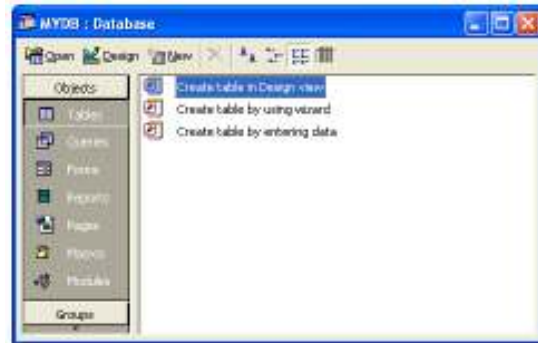 MYDB : Database
Open Design New
Objects
Tables
Queries
Forms
Reports
Pages
Macros
Modules
Groups
Create table in Design view
Create table by using wizard
Create table by entering data